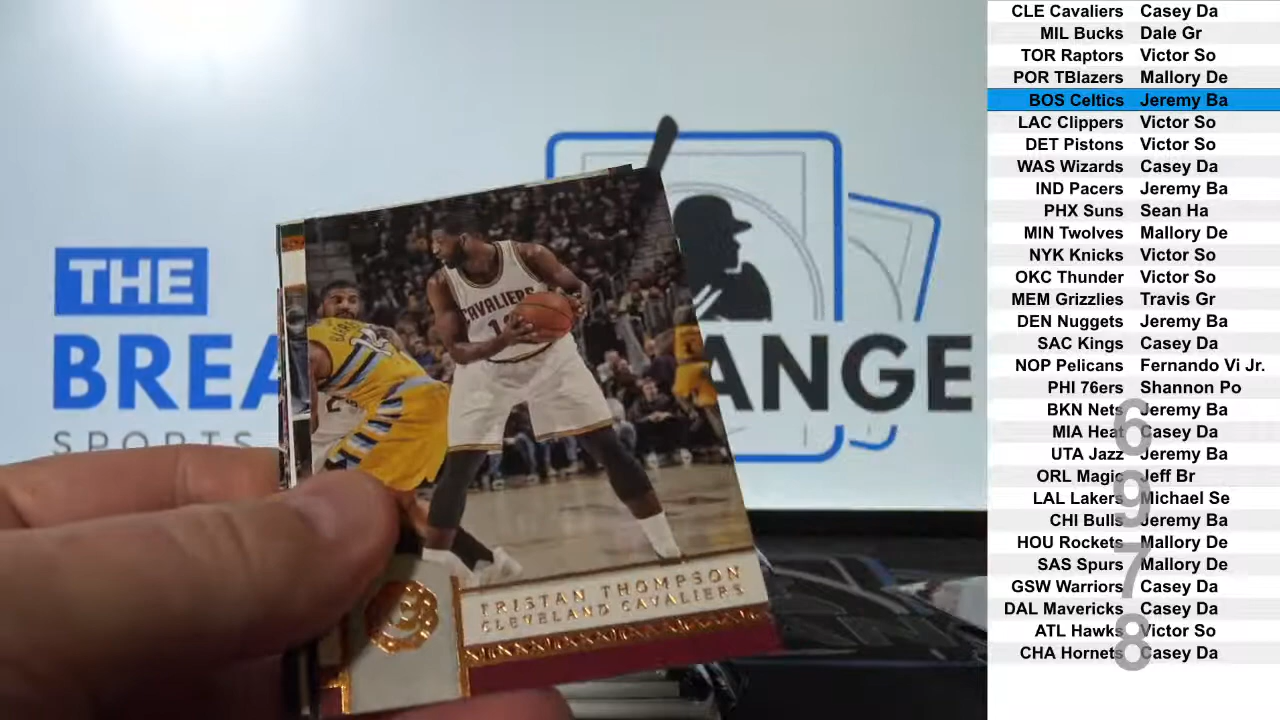 THE
BREA
ANGE
SPORTS
CAVALIERS
TRISTAN THOMPSON
CLEVELAND CAVALIERS
CLE Cavaliers Casey Da
MIL Bucks Dale Gr
TOR Raptors Victor So
POR TBlazers Mallory De
BOS Celtics Jeremy Ba
LAC Clippers Victor So
DET Pistons Victor So
WAS Wizards Casey Da
IND Pacers Jeremy Ba
PHX Suns Sean Ha
MIN Twolves Mallory De
NYK Knicks Victor So
OKC Thunder Victor So
MEM Grizzlies Travis Gr
DEN Nuggets Jeremy Ba
SAC Kings Casey Da
NOP Pelicans Fernando Vi Jr.
PHI 76ers Shannon Po
BKN Nets Jeremy Ba
MIA Heat Casey Da
UTA Jazz Jeremy Ba
ORL Magic Jeff Br
LAL Lakers Michael Se
CHI Bulls Jeremy Ba
HOU Rockets Mallory De
SAS Spurs Mallory De
GSW Warriors Casey Da
DAL Mavericks Casey Da
ATL Hawks Victor So
CHA Hornets Casey Da
6
9
7
8